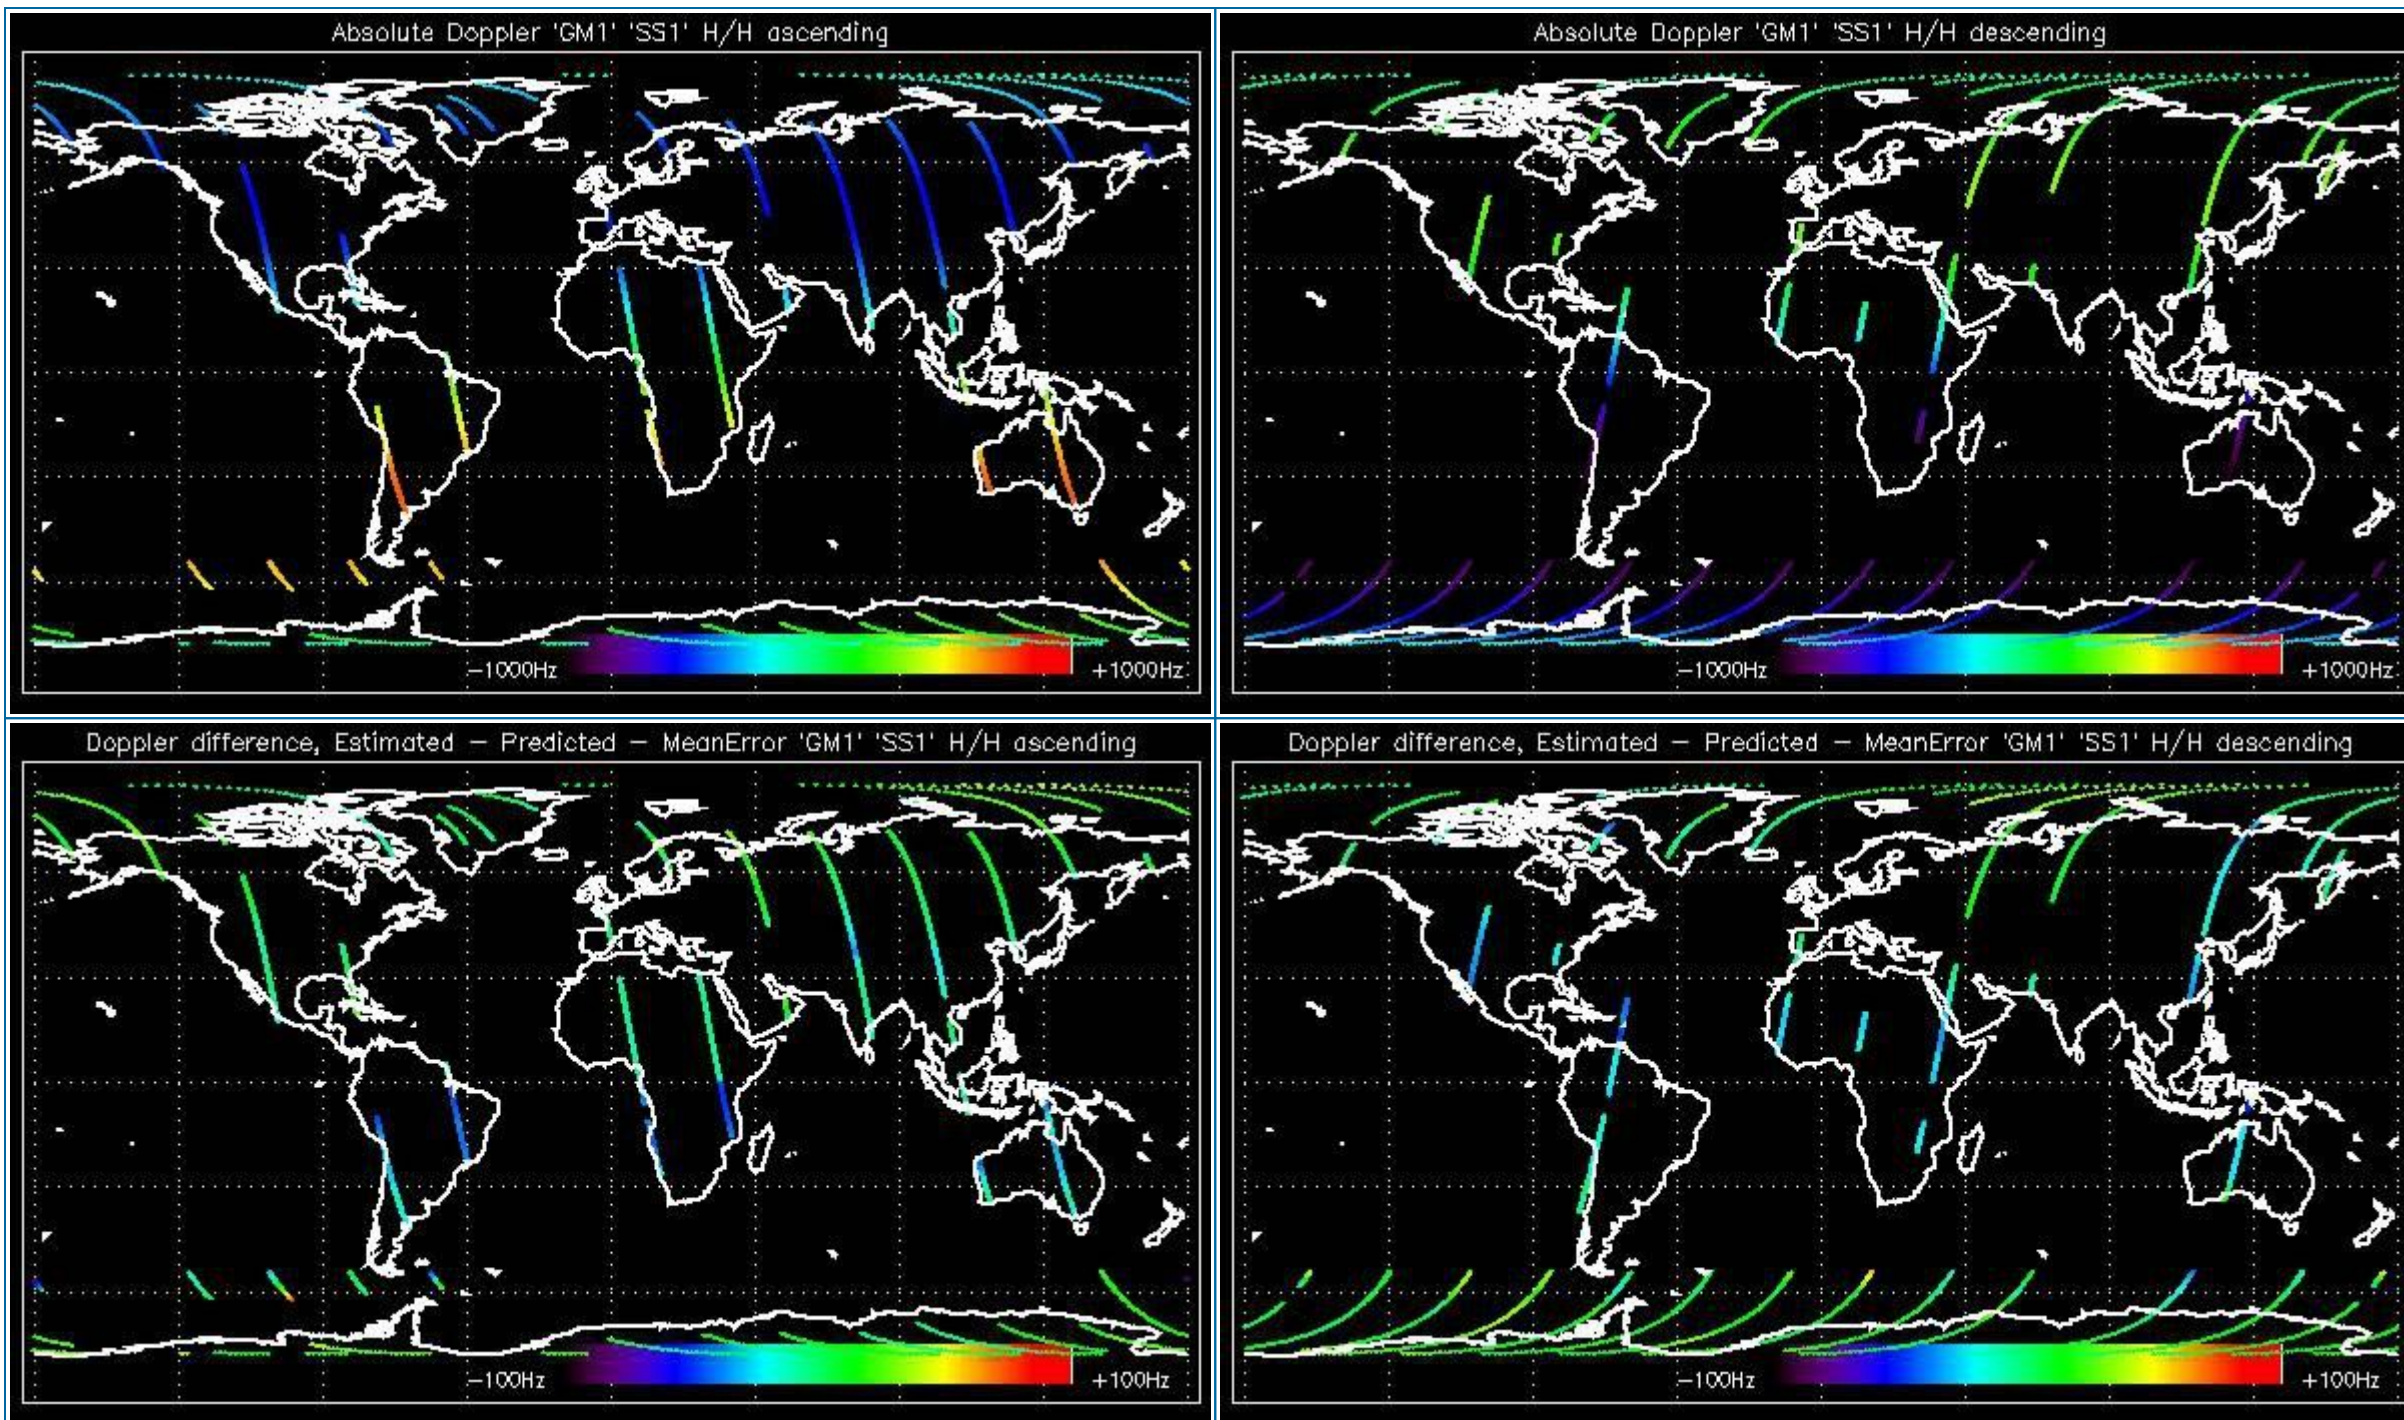 Absolute Doppler 'GM1' 'SS1' H/H ascending
−1000Hz
+1000Hz
Absolute Doppler 'GM1' 'SS1' H/H descending
−1000Hz
+1000Hz
Doppler difference, Estimated − Predicted − MeanError 'GM1' 'SS1' H/H ascending
−100Hz
+100Hz
Doppler difference, Estimated − Predicted − MeanError 'GM1' 'SS1' H/H descending
−100Hz
+100Hz